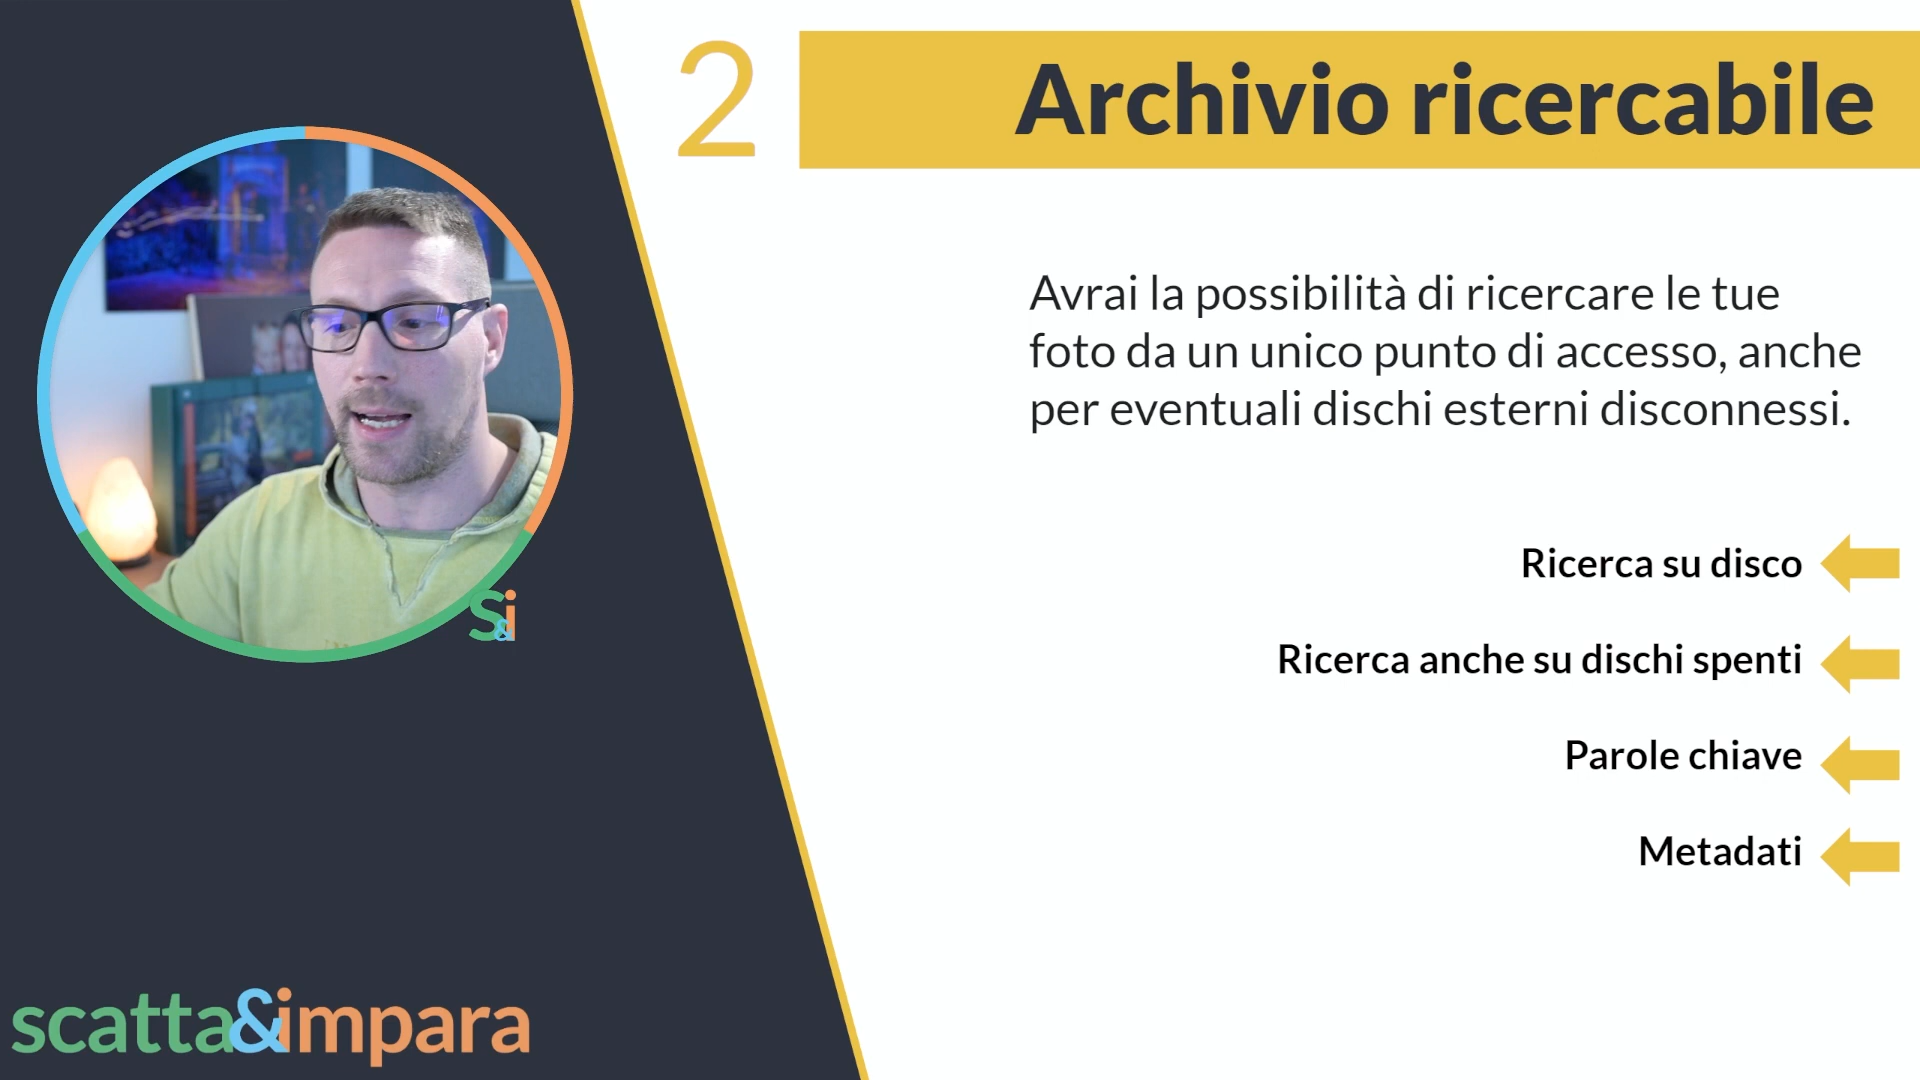 2
Archivio ricercabile
Avrai la possibilità di ricercare le tue
foto da un unico punto di accesso, anche
per eventuali dischi esterni disconnessi.
Ricerca su disco
Ricerca anche su dischi spenti
Parole chiave
Metadati
S&i
scatta&impara